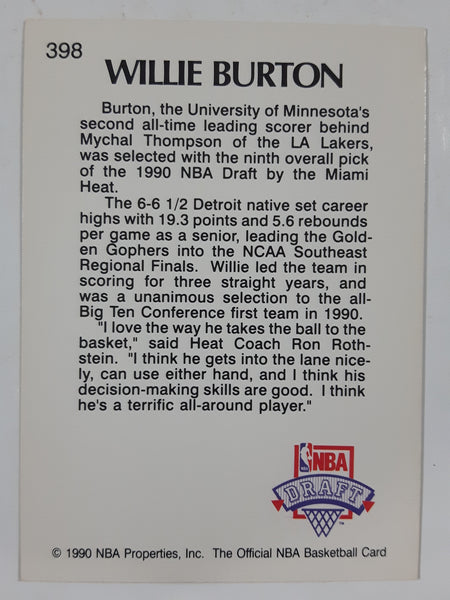 398
WILLIE BURTON
Burton, the University of Minnesota's
second all-time leading scorer behind
Mychal Thompson of the LA Lakers,
was selected with the ninth overall pick
of the 1990 NBA Draft by the Miami
Heat.
The 6-6 1/2 Detroit native set career
highs with 19.3 points and 5.6 rebounds
per game as a senior, leading the Gold-
en Gophers into the NCAA Southeast
Regional Finals. Willie led the team in
scoring for three straight years, and
was a unanimous selection to the all-
Big Ten Conference first team in 1990.
"I love the way he takes the ball to the
basket," said Heat Coach Ron Roth-
stein. "I think he gets into the lane nice-
ly, can use either hand, and I think his
decision-making skills are good. I think
he's a terrific all-around player."
NBA
DRAFT
™
© 1990 NBA Properties, Inc. The Official NBA Basketball Card